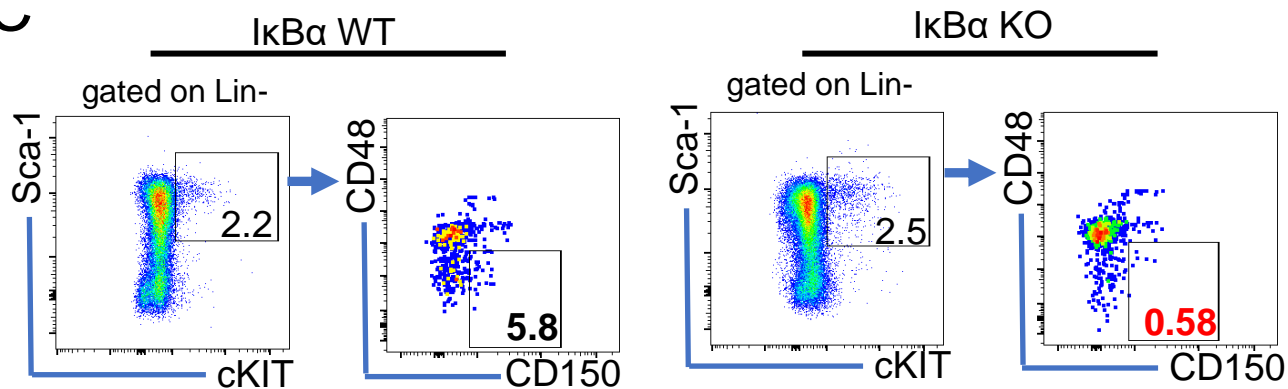 C
IκBα WT
IκBα KO
gated on Lin-
gated on Lin-
Sca-1
2.2
cKIT
CD48
5.8
CD150
Sca-1
2.5
cKIT
CD48
0.58
CD150